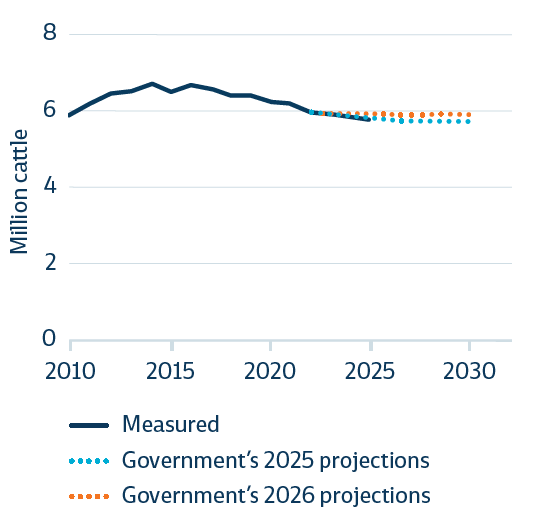 8
6
4
2
0
Million cattle
2010 2015 2020 2025 2030
Measured
Government's 2025 projections
Government's 2026 projections